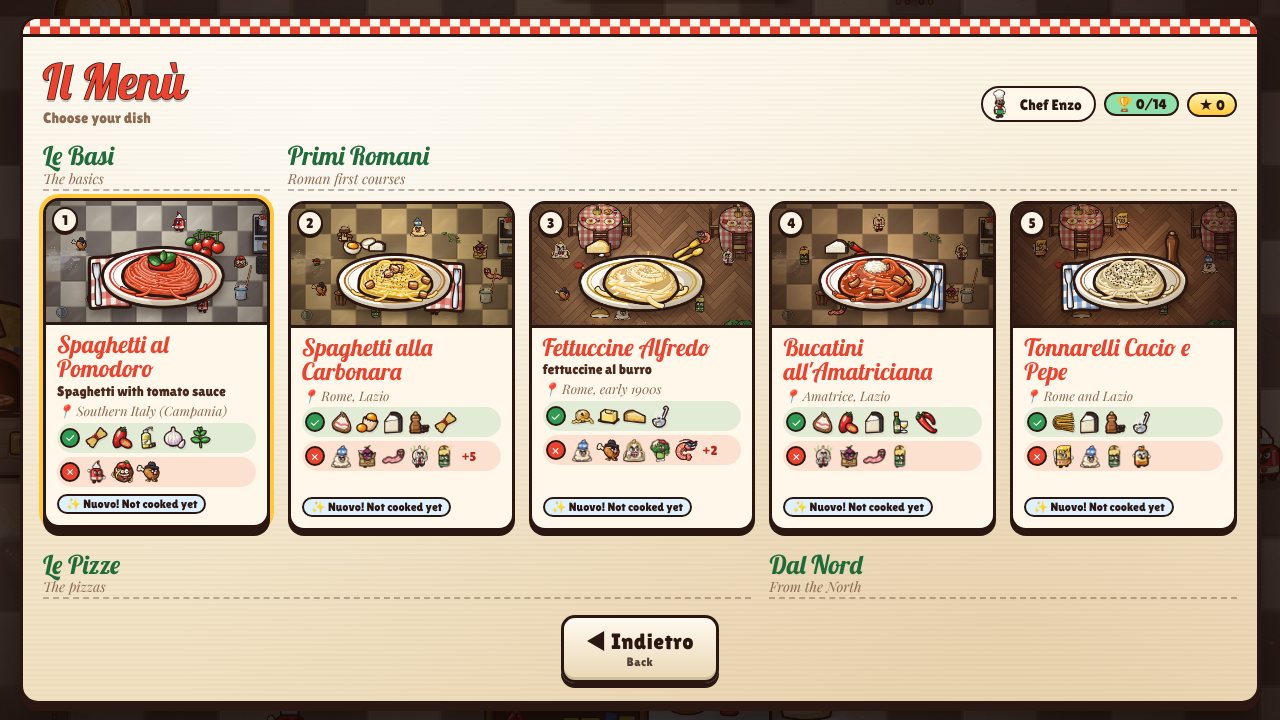 Il Menù
Choose your dish
Chef Enzo
0/14
★ 0
Le Basi
The basics
Primi Romani
Roman first courses
1
Spaghetti al
Pomodoro
Spaghetti with tomato sauce
Southern Italy (Campania)
Nuovo! Not cooked yet
2
Spaghetti alla
Carbonara
Rome, Lazio
+5
Nuovo! Not cooked yet
3
Fettuccine Alfredo
fettuccine al burro
Rome, early 1900s
+2
Nuovo! Not cooked yet
4
Bucatini
all'Amatriciana
Amatrice, Lazio
Nuovo! Not cooked yet
5
Tonnarelli Cacio e
Pepe
Rome and Lazio
Nuovo! Not cooked yet
Le Pizze
The pizzas
Dal Nord
From the North
◀ Indietro
Back